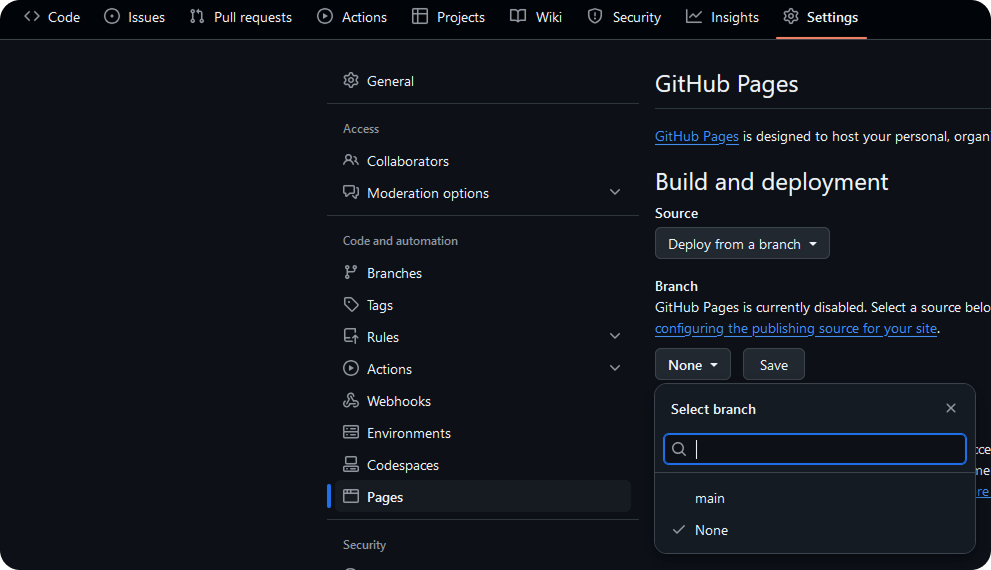 Code Issues Pull requests Actions Projects Wiki Security Insights Settings
General
Access
Collaborators
Moderation options
Code and automation
Branches
Tags
Rules
Actions
Webhooks
Environments
Codespaces
Pages
Security
GitHub Pages
GitHub Pages is designed to host your personal, organi
Build and deployment
Source
Deploy from a branch
Branch
GitHub Pages is currently disabled. Select a source belo
configuring the publishing source for your site.
None Save
Select branch
main
None